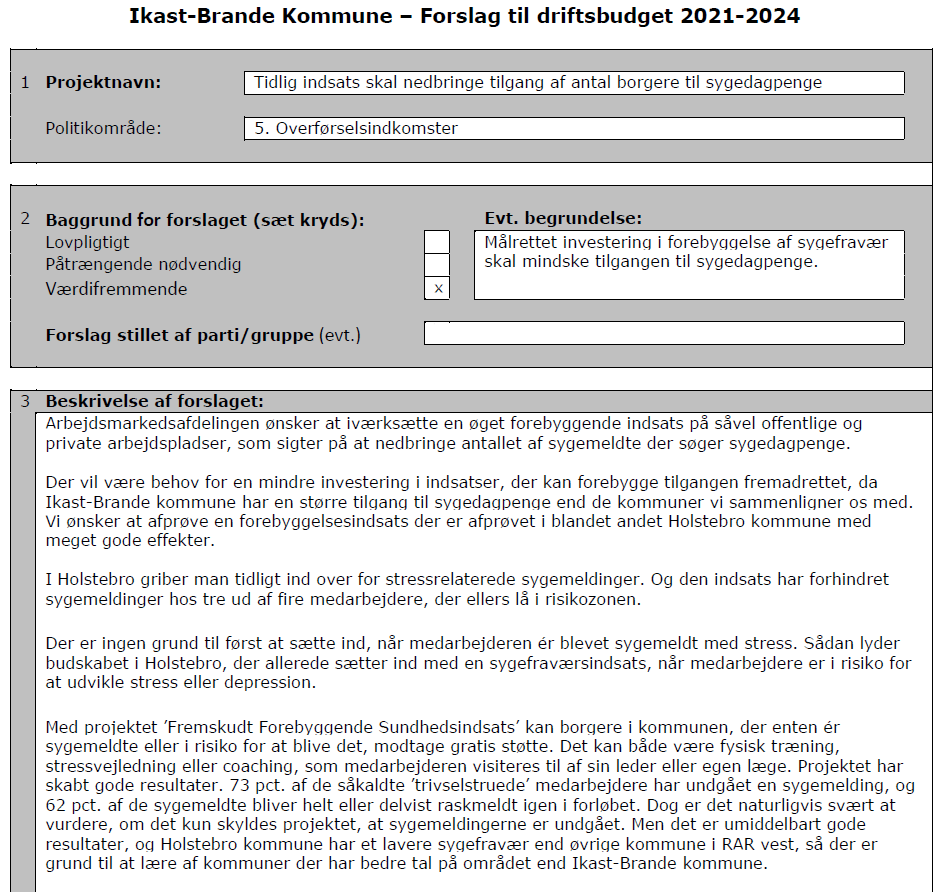 Ikast-Brande Kommune – Forslag til driftsbudget 2021-2024
1 Projektnavn: Tidlig indsats skal nedbringe tilgang af antal borgere til sygedagpenge
Politikområde: 5. Overførselsindkomster
2 Baggrund for forslaget (sæt kryds): Evt. begrundelse:
Lovpligtigt Målrettet investering i forebyggelse af sygefravær
Påtrængende nødvendig skal mindske tilgangen til sygedagpenge.
Værdifremmende x
Forslag stillet af parti/gruppe (evt.)
3 Beskrivelse af forslaget:
Arbejdsmarkedsafdelingen ønsker at iværksætte en øget forebyggende indsats på såvel offentlige og
private arbejdspladser, som sigter på at nedbringe antallet af sygemeldte der søger sygedagpenge.
Der vil være behov for en mindre investering i indsatser, der kan forebygge tilgangen fremadrettet, da
Ikast-Brande kommune har en større tilgang til sygedagpenge end de kommuner vi sammenligner os med.
Vi ønsker at afprøve en forebyggelsesindsats der er afprøvet i blandet andet Holstebro kommune med
meget gode effekter.
I Holstebro griber man tidligt ind over for stressrelaterede sygemeldinger. Og den indsats har forhindret
sygemeldinger hos tre ud af fire medarbejdere, der ellers lå i risikozonen.
Der er ingen grund til først at sætte ind, når medarbejderen ér blevet sygemeldt med stress. Sådan lyder
budskabet i Holstebro, der allerede sætter ind med en sygefraværsindsats, når medarbejdere er i risiko for
at udvikle stress eller depression.
Med projektet ’Fremskudt Forebyggende Sundhedsindsats’ kan borgere i kommunen, der enten ér
sygemeldte eller i risiko for at blive det, modtage gratis støtte. Det kan både være fysisk træning,
stressvejledning eller coaching, som medarbejderen visiteres til af sin leder eller egen læge. Projektet har
skabt gode resultater. 73 pct. af de såkaldte ’trivselstruede’ medarbejdere har undgået en sygemelding, og
62 pct. af de sygemeldte bliver helt eller delvist raskmeldt igen i forløbet. Dog er det naturligvis svært at
vurdere, om det kun skyldes projektet, at sygemeldingerne er undgået. Men det er umiddelbart gode
resultater, og Holstebro kommune har et lavere sygefravær end øvrige kommune i RAR vest, så der er
grund til at lære af kommuner der har bedre tal på området end Ikast-Brande kommune.